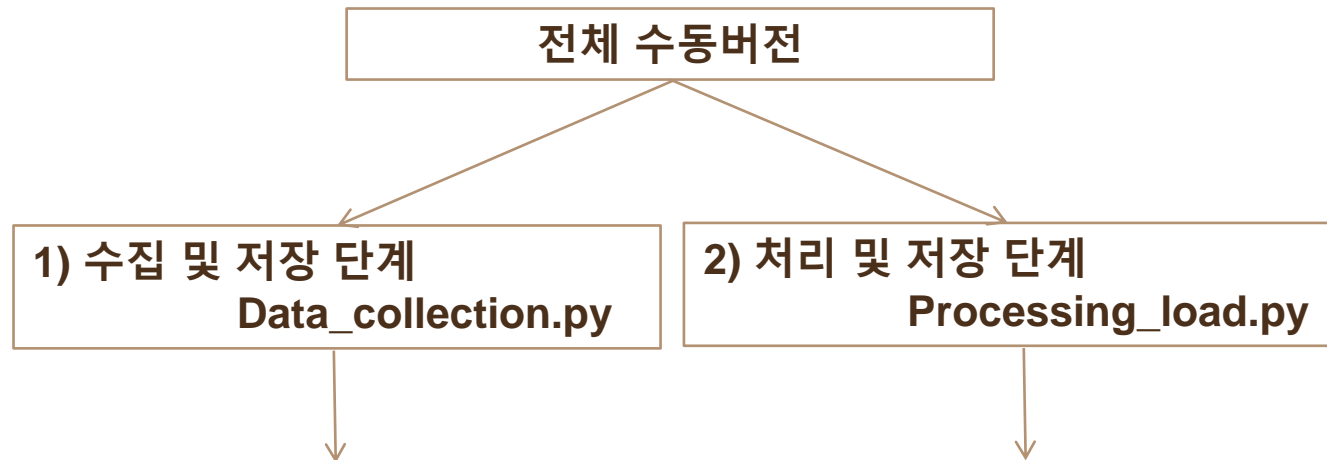 전체 수동버전
1) 수집 및 저장 단계
Data_collection.py
2) 처리 및 저장 단계
Processing_load.py